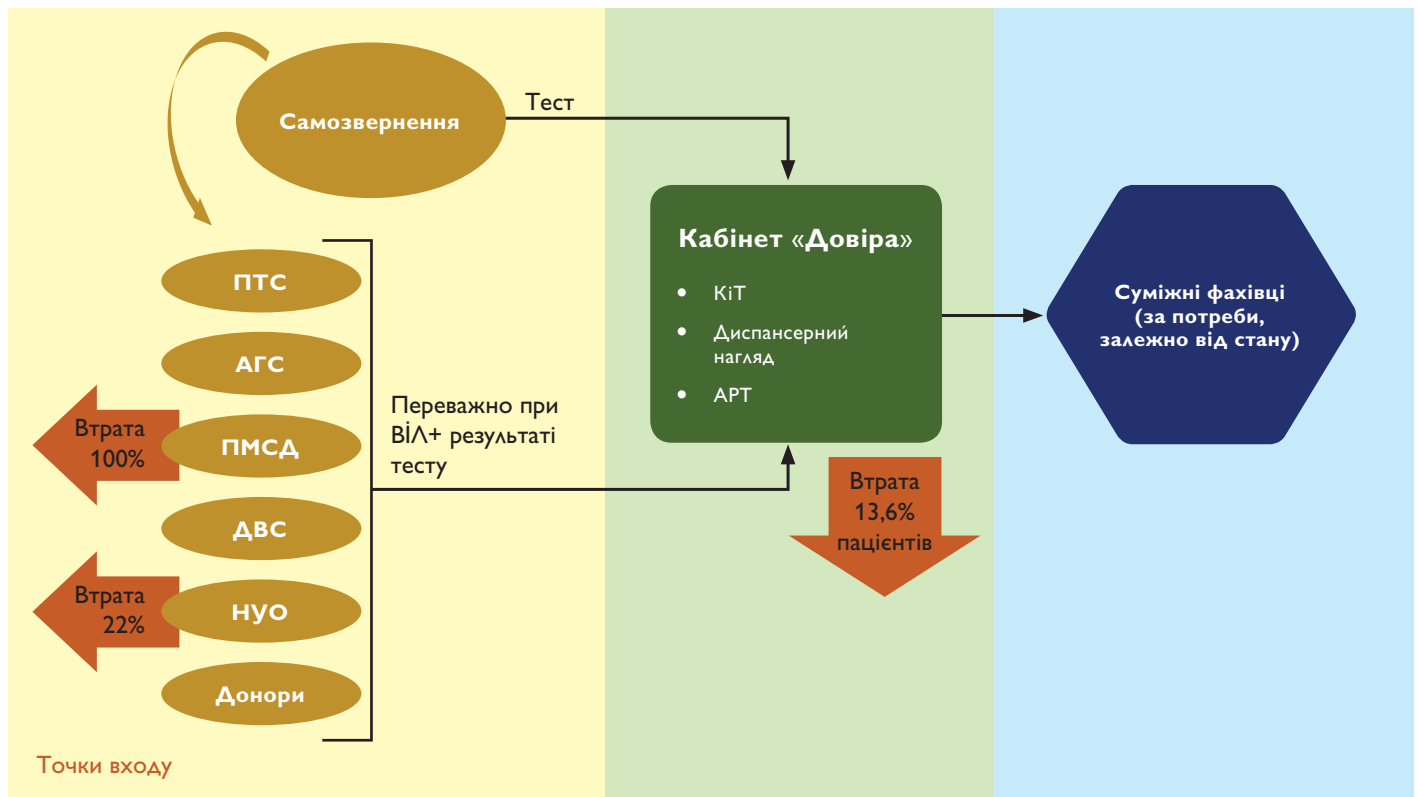 Самозвернення
Тест
ПТС
АГС
ПМСД
ДВС
НУО
Донори
Втрата
100%
Втрата
22%
Переважно при
ВІЛ+ результаті
тесту
Точки входу
Кабінет «Довіра»
• КіТ
• Диспансерний
нагляд
• АРТ
Втрата
13,6%
пацієнтів
Суміжні фахівці
(за потреби,
залежно від стану)